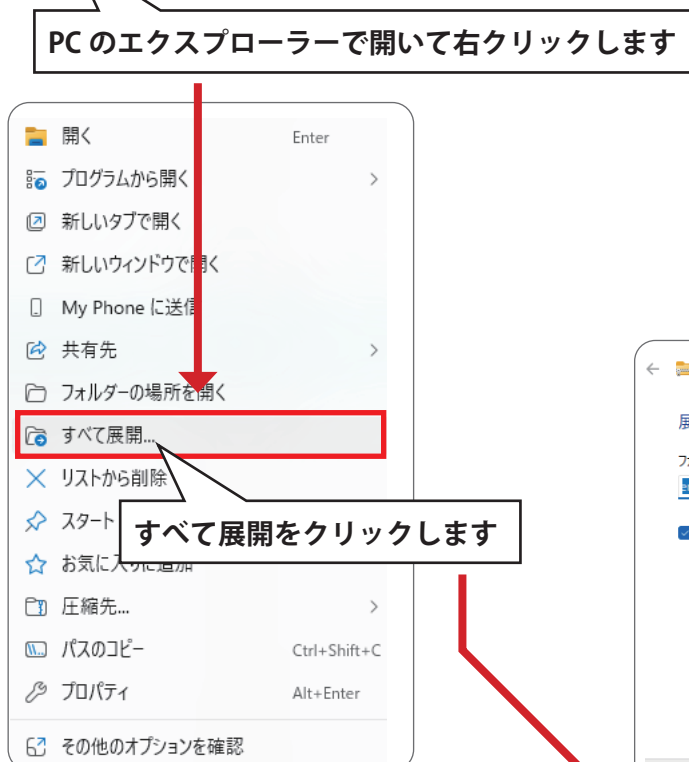 PC のエクスプローラーで開いて右クリックします
開く Enter
プログラムから開く
新しいタブで開く
新しいウィンドウで開く
My Phone に送信
共有先
フォルダーの場所を開く
すべて展開...
リストから削除
スタート
すべて展開をクリックします
お気に入りに追加
圧縮先...
パスのコピー Ctrl+Shift+C
プロパティ Alt+Enter
その他のオプションを確認